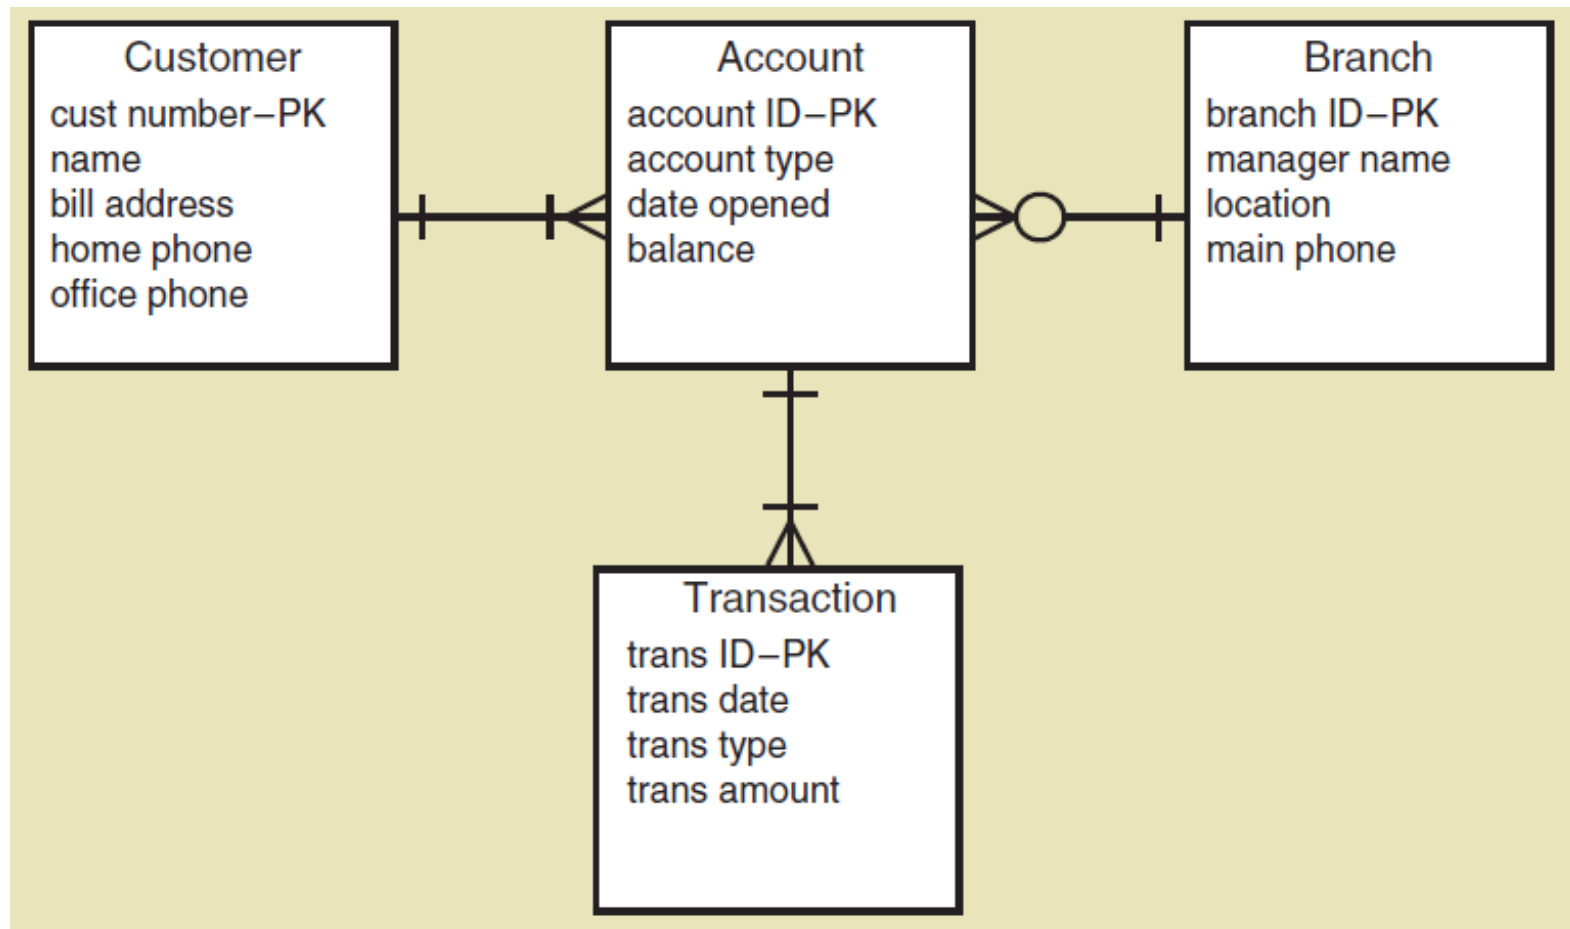 Customer
cust number–PK
name
bill address
home phone
office phone
Account
account ID–PK
account type
date opened
balance
Branch
branch ID–PK
manager name
location
main phone
Transaction
trans ID–PK
trans date
trans type
trans amount